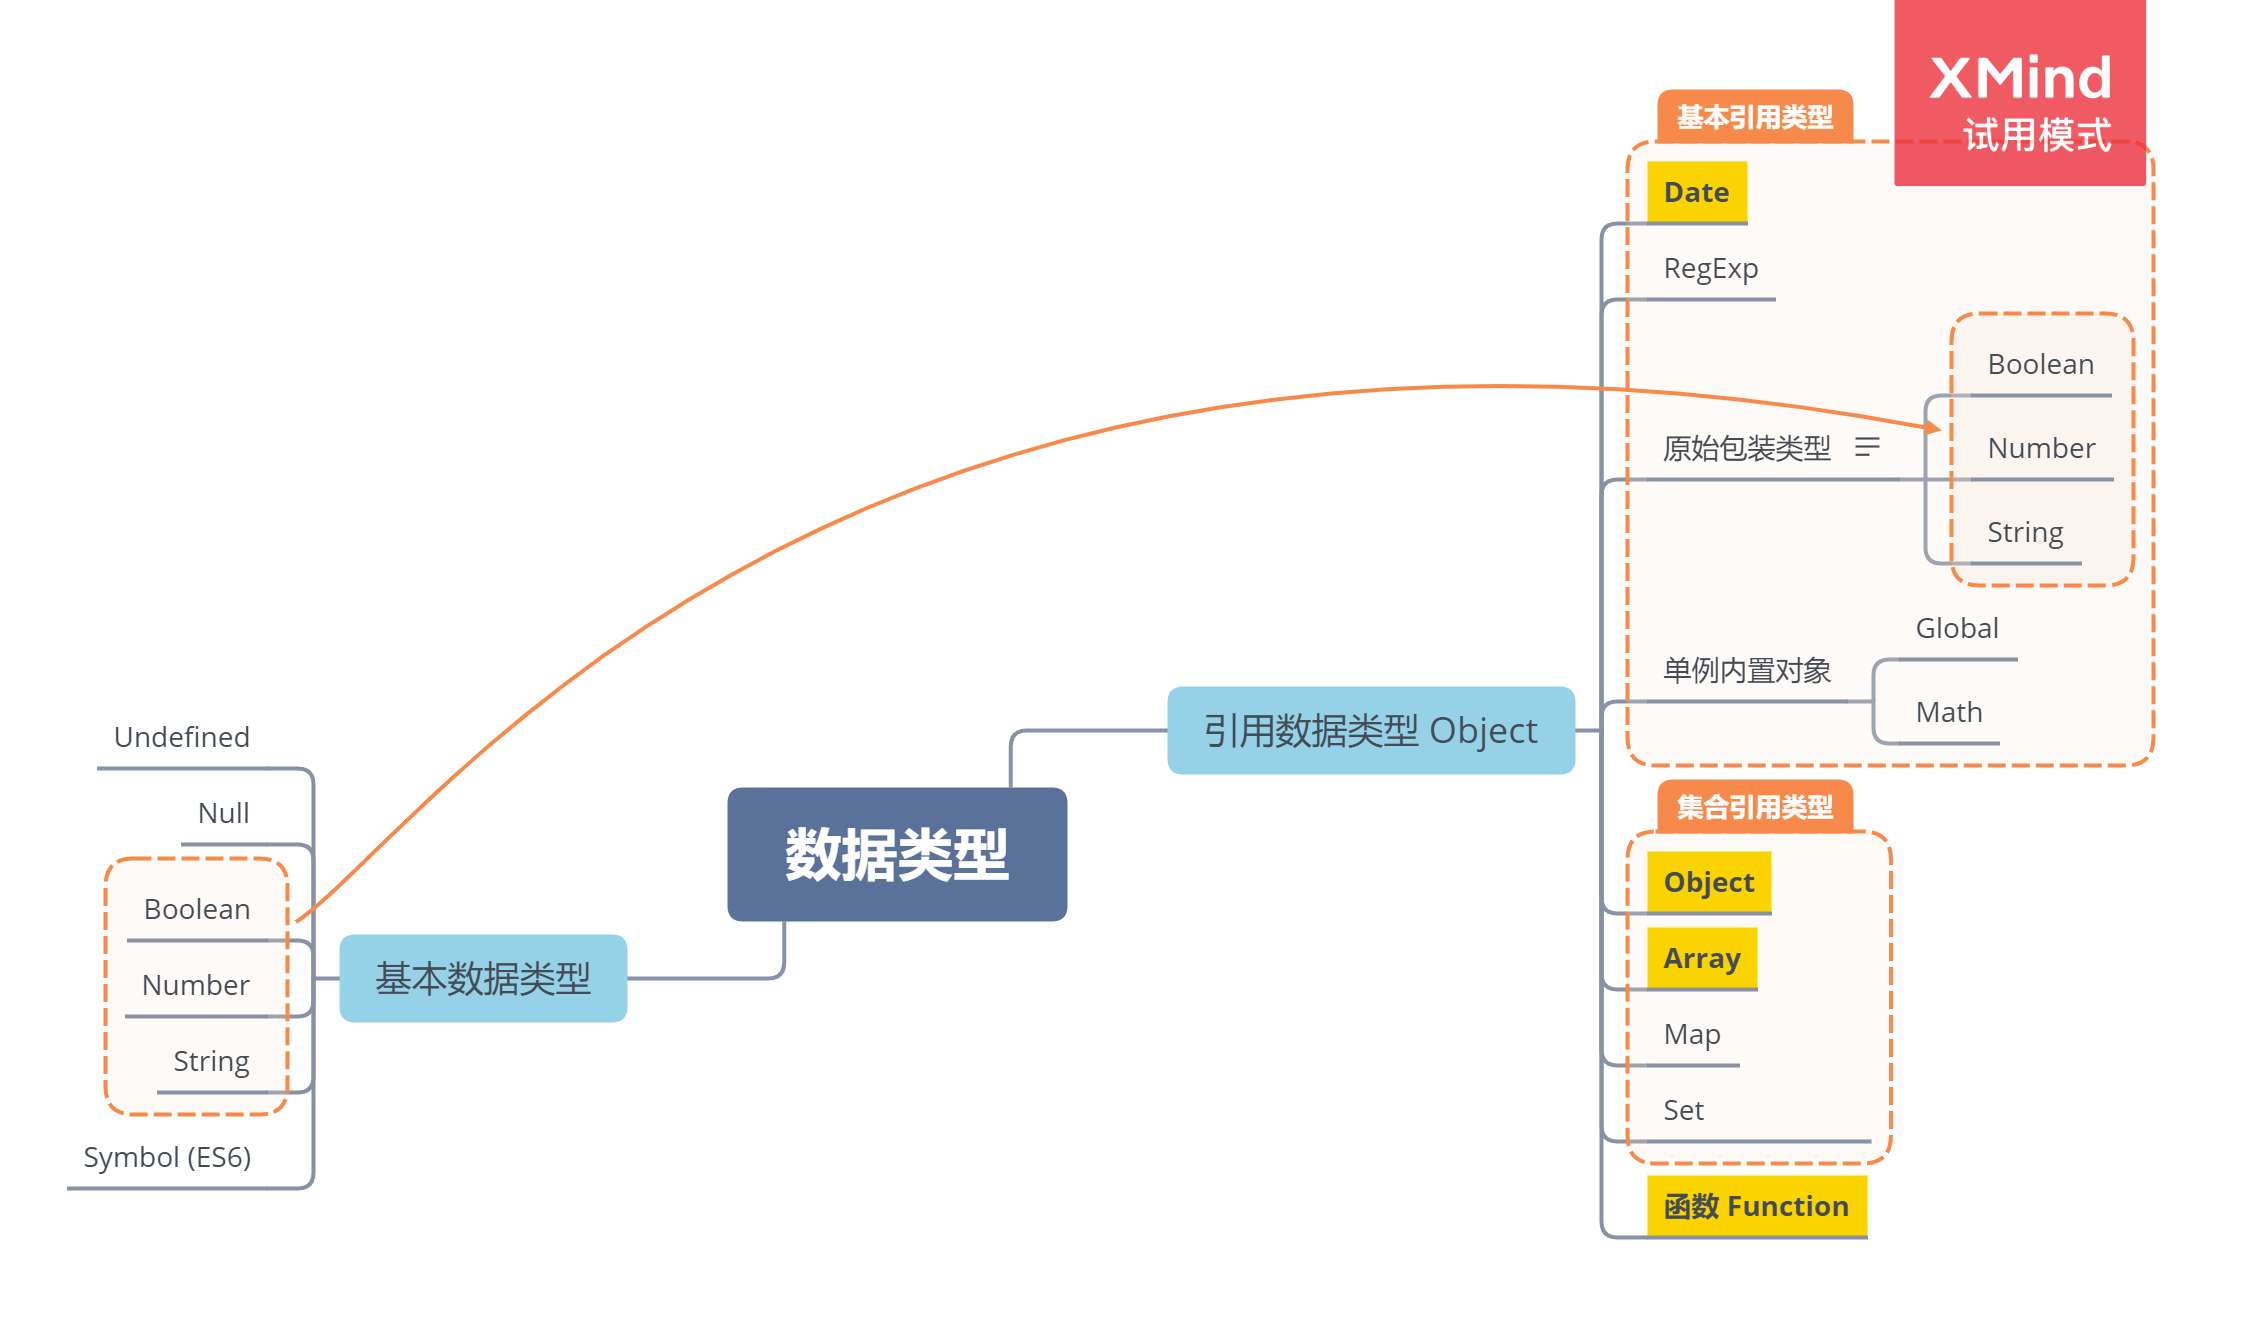 XMind
试用模式
基本引用类型
Date
RegExp
Boolean
原始包装类型
Number
String
Global
单例内置对象
Math
引用数据类型 Object
集合引用类型
Object
Array
Map
Set
函数 Function
数据类型
基本数据类型
Undefined
Null
Boolean
Number
String
Symbol (ES6)